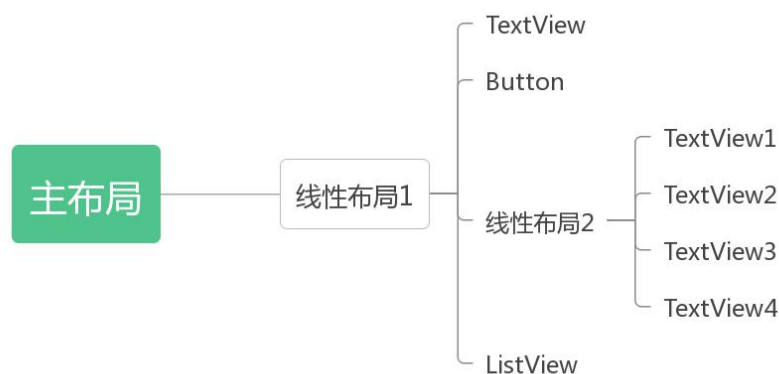 主布局
线性布局1
TextView
Button
线性布局2
TextView1
TextView2
TextView3
TextView4
ListView